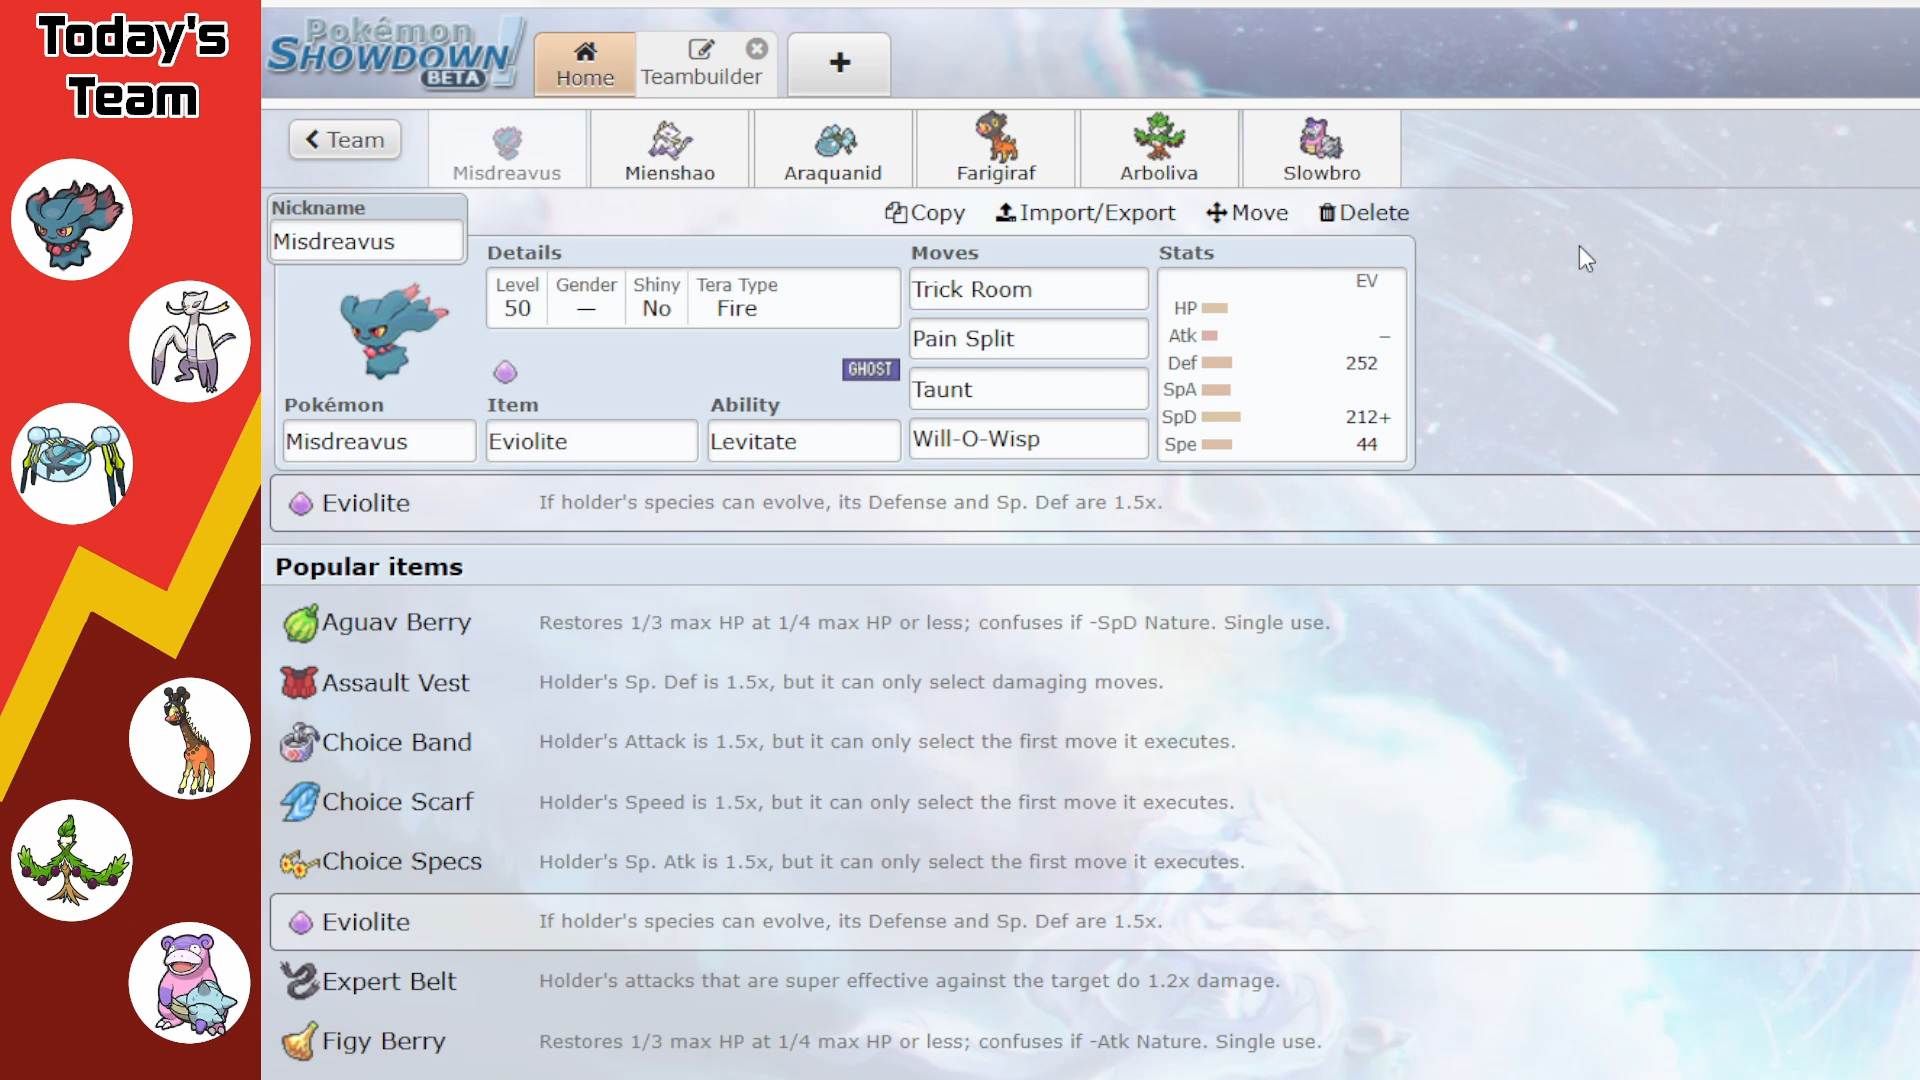 Today's
Team
Pokémon
SHOWDOWN!
BETA
Home
Teambuilder
+
Team
Misdreavus
Mienshao
Araquanid
Farigiraf
Arboliva
Slowbro
Copy
Import/Export
Move
Delete
Nickname
Misdreavus
Details
Level
50
Gender
—
Shiny
No
Tera Type
Fire
GHOST
Pokémon
Misdreavus
Item
Eviolite
Ability
Levitate
Moves
Trick Room
Pain Split
Taunt
Will-O-Wisp
Stats
EV
HP
Atk –
Def 252
SpA
SpD 212+
Spe 44
Eviolite If holder's species can evolve, its Defense and Sp. Def are 1.5x.
Popular items
Aguav Berry Restores 1/3 max HP at 1/4 max HP or less; confuses if -SpD Nature. Single use.
Assault Vest Holder's Sp. Def is 1.5x, but it can only select damaging moves.
Choice Band Holder's Attack is 1.5x, but it can only select the first move it executes.
Choice Scarf Holder's Speed is 1.5x, but it can only select the first move it executes.
Choice Specs Holder's Sp. Atk is 1.5x, but it can only select the first move it executes.
Eviolite If holder's species can evolve, its Defense and Sp. Def are 1.5x.
Expert Belt Holder's attacks that are super effective against the target do 1.2x damage.
Figy Berry Restores 1/3 max HP at 1/4 max HP or less; confuses if -Atk Nature. Single use.